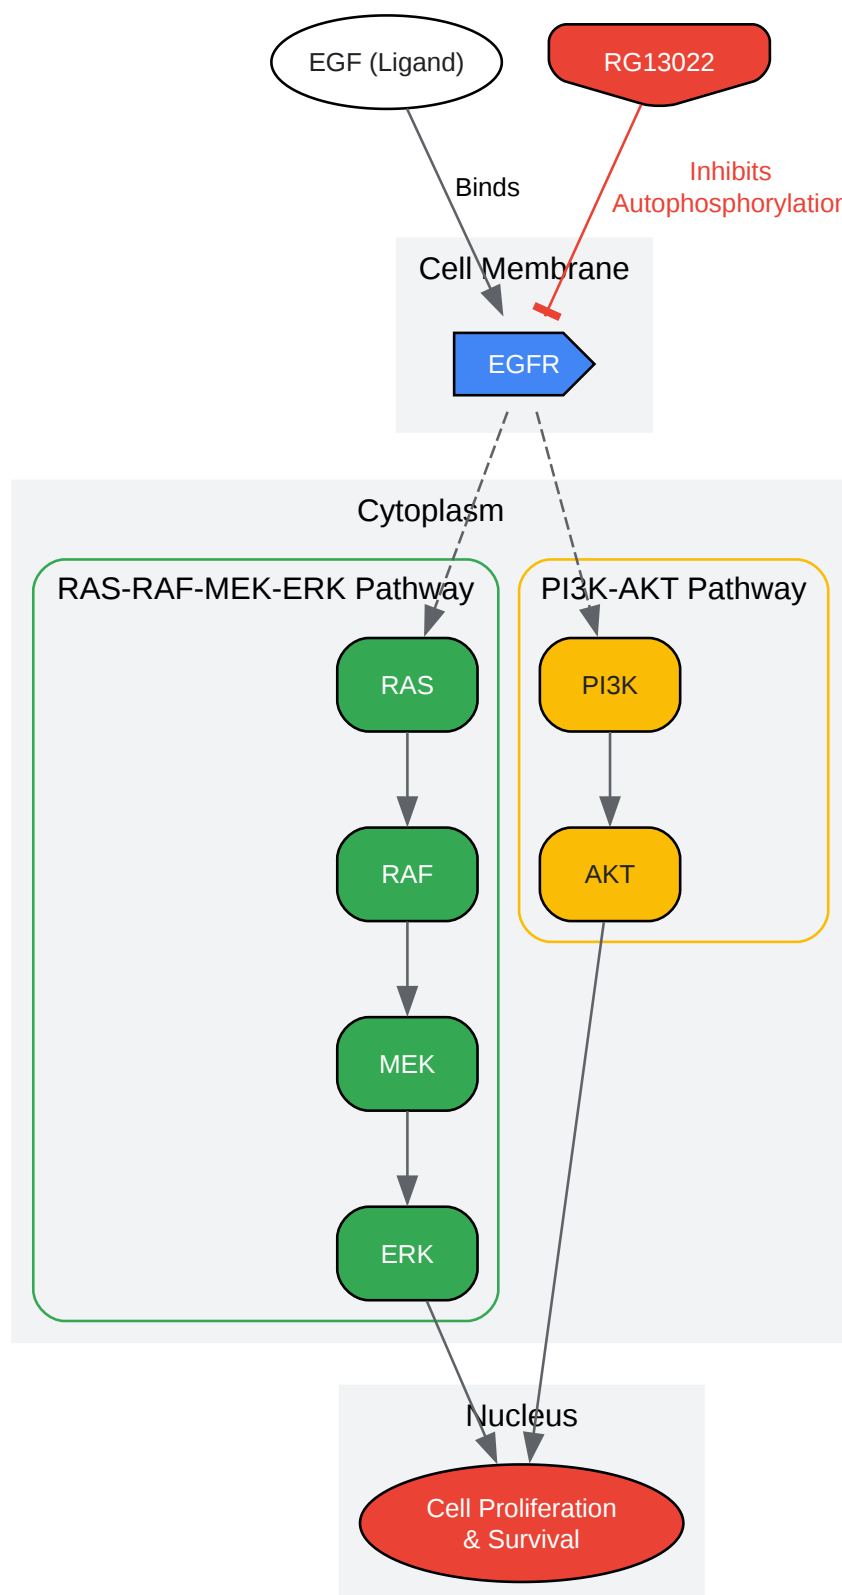 EGF (Ligand)
RG13022
Binds
Inhibits
Autophosphorylation
Cell Membrane
EGFR
Cytoplasm
RAS-RAF-MEK-ERK Pathway
PI3K-AKT Pathway
RAS
PI3K
RAF
AKT
MEK
ERK
Nucleus
Cell Proliferation
& Survival